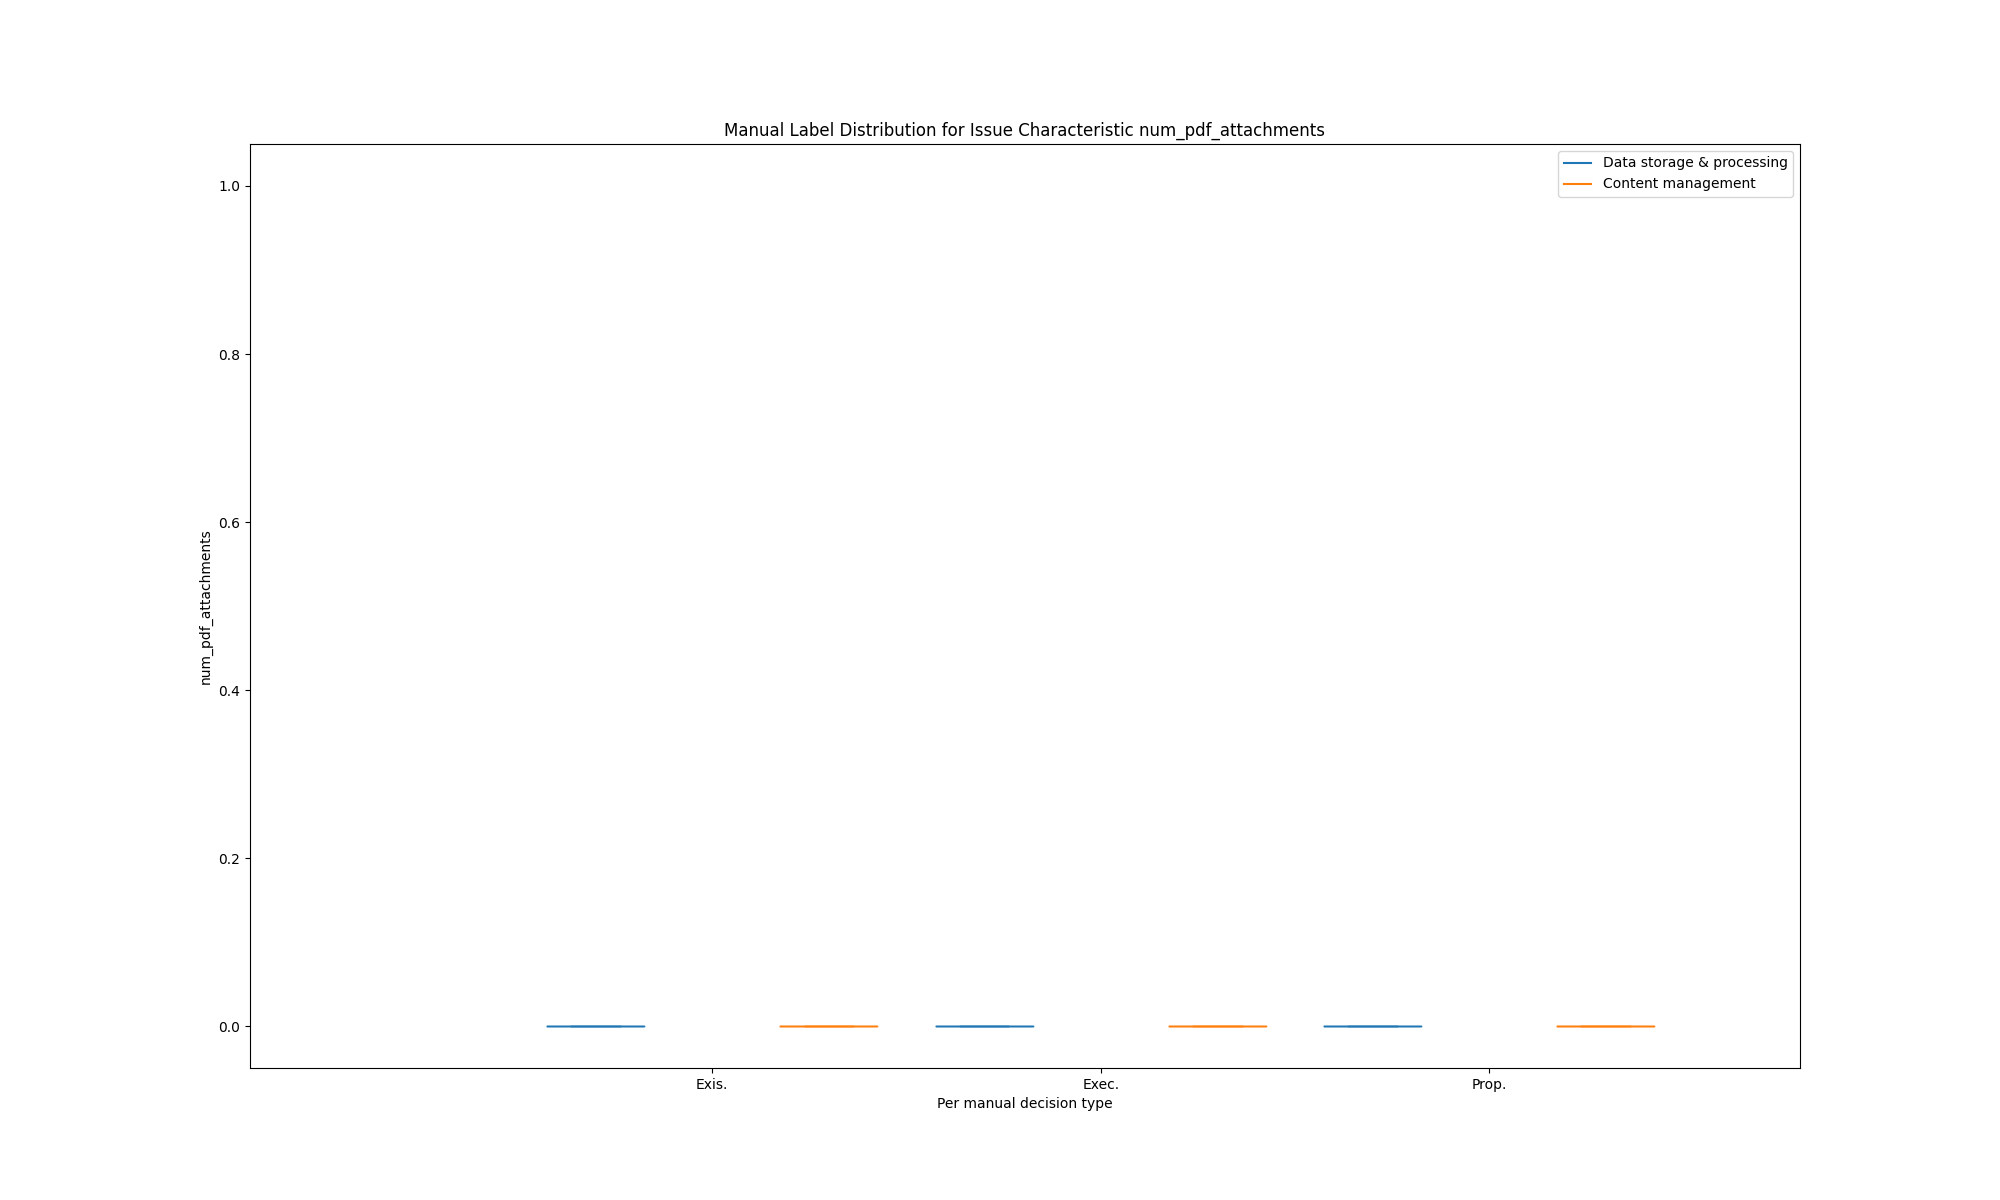 Manual Label Distribution for Issue Characteristic num_pdf_attachments
Data storage & processing
Content management
1.0
0.8
0.6
0.4
0.2
0.0
num_pdf_attachments
Exis.
Exec.
Prop.
Per manual decision type